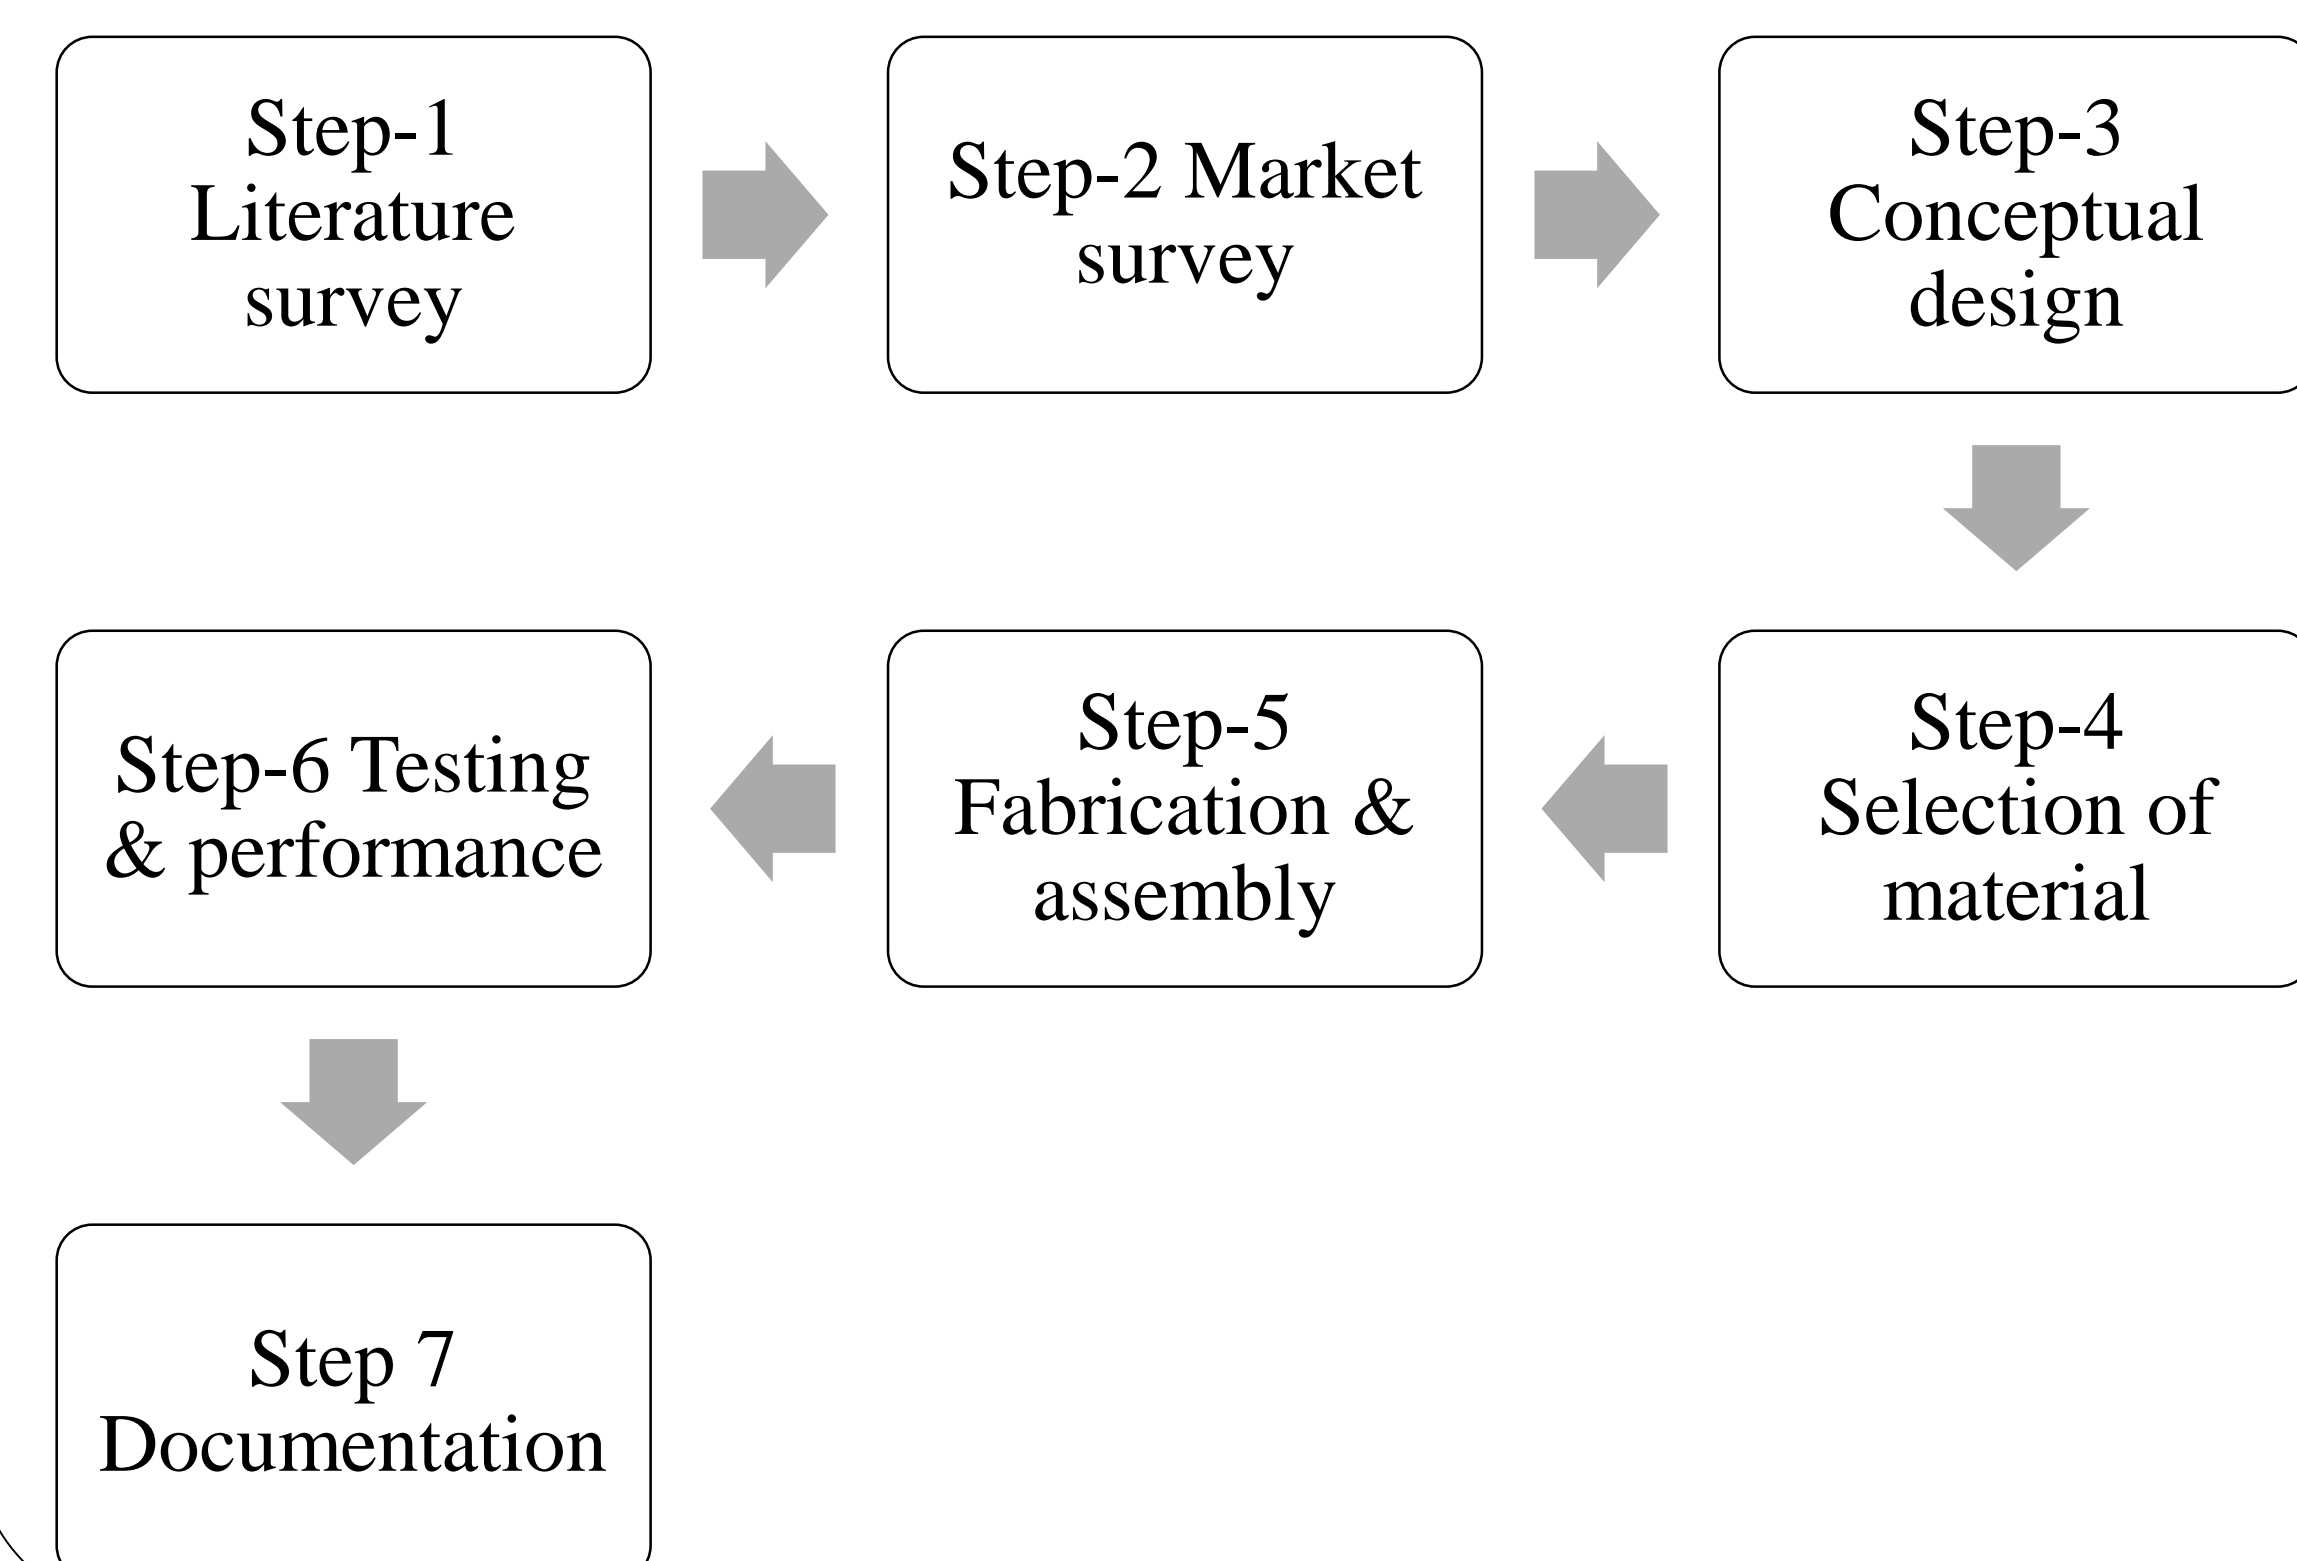 Step-1
Literature
survey
Step-2 Market
survey
Step-3
Conceptual
design
Step-4
Selection of
material
Step-5
Fabrication &
assembly
Step-6 Testing
& performance
Step 7
Documentation